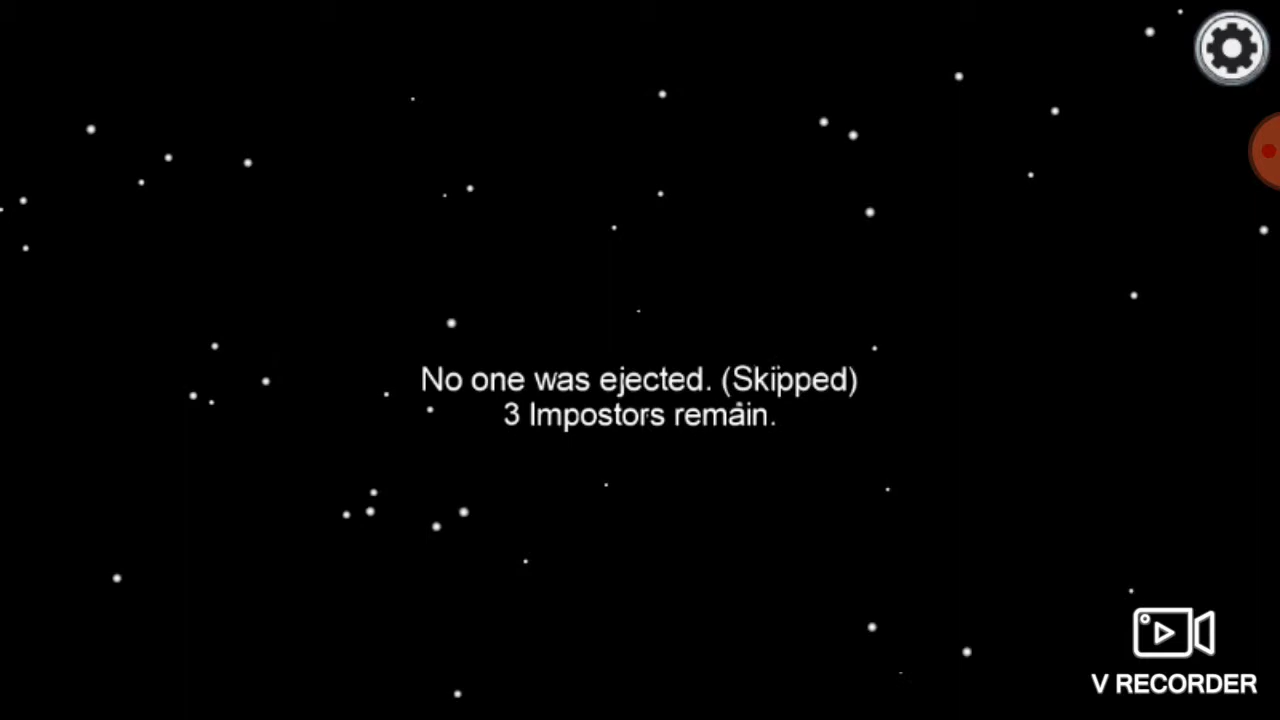 No one was ejected. (Skipped)
3 Impostors remain.
V RECORDER